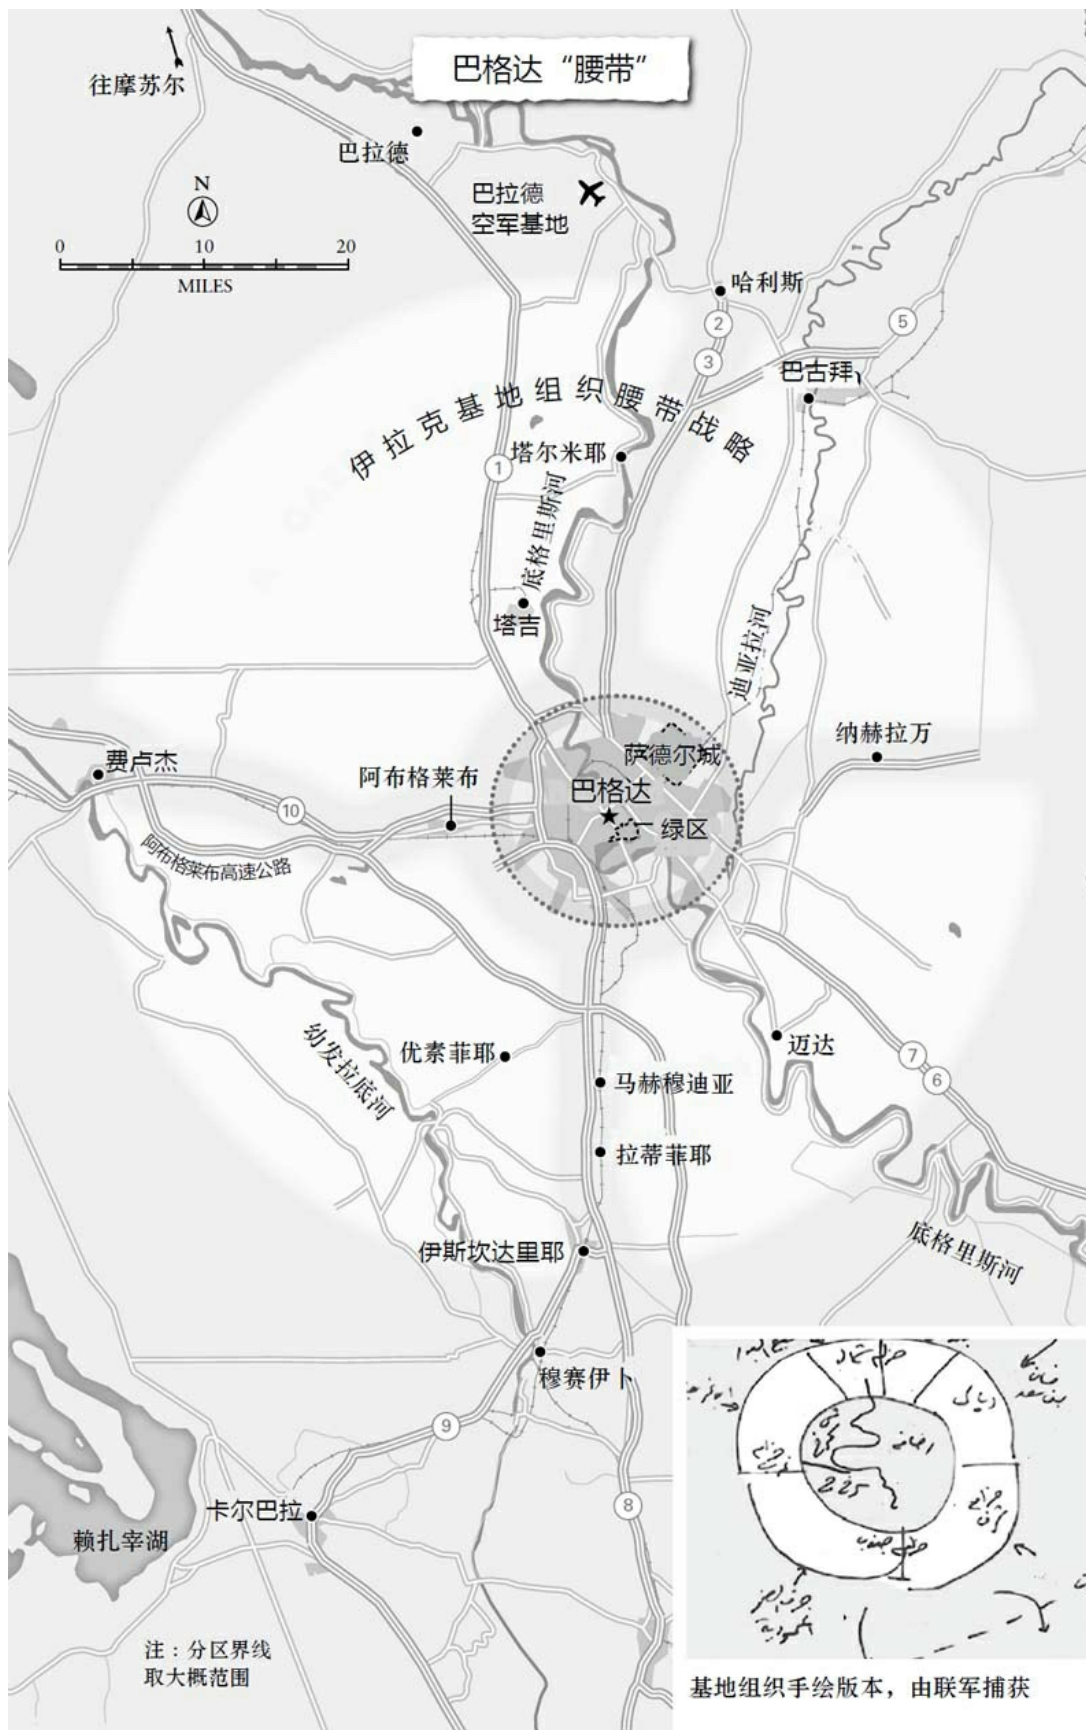 巴格达“腰带”
往摩苏尔
巴拉德
N
0 10 20
MILES
巴拉德
空军基地
哈利斯
2
5
3
巴古拜
伊拉克基地组织腰带战略
塔尔米耶
1
底格里斯河
塔吉
迪亚拉河
萨德尔城
纳赫拉万
费卢杰
阿布格莱布
巴格达
10
绿区
阿布格莱布高速公路
幼发拉底河
优素菲耶
迈达
7
6
马赫穆迪亚
拉蒂菲耶
伊斯坎达里耶
底格里斯河
穆赛伊卜
9
8
卡尔巴拉
赖扎宰湖
注：分区界线
取大概范围
ديالى
225
基地组织手绘版本，由联军捕获